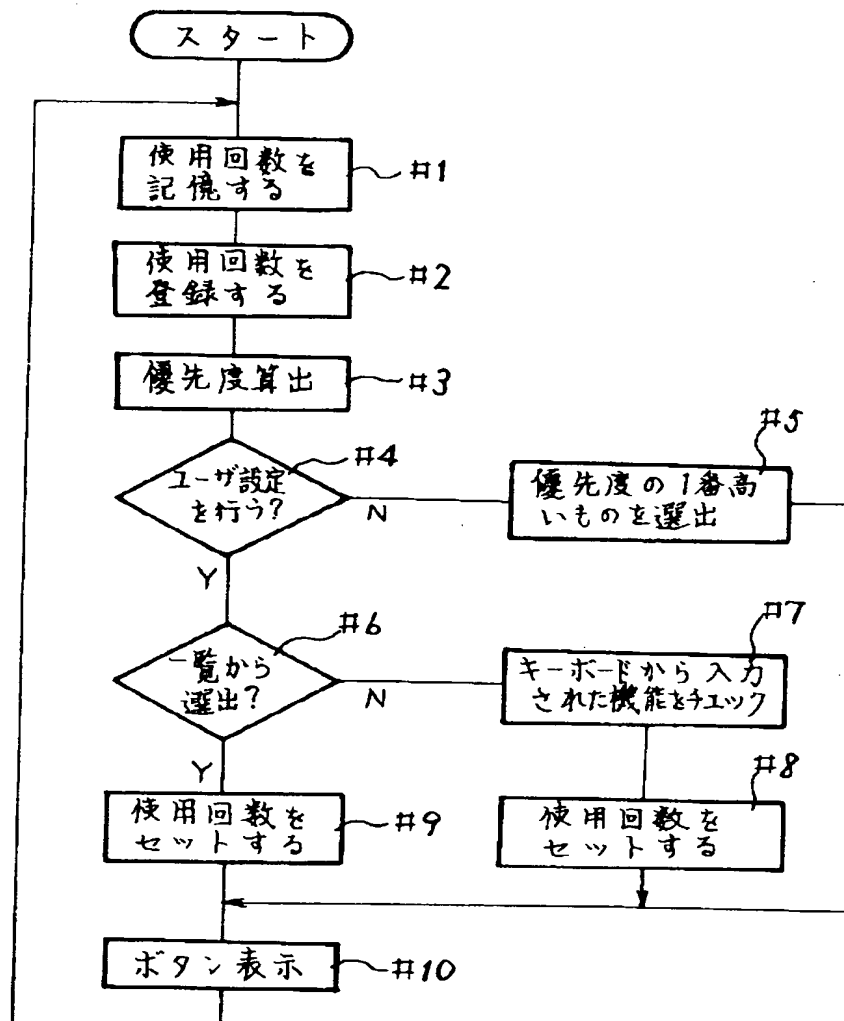 スタート
使用回数を
記憶する
#1
使用回数を
登録する
#2
優先度算出
#3
ユーザ設定
を行う?
#4
N
Y
#5
優先度の1番高
いものを選出
一覧から
選出?
#6
N
Y
#7
キーボードから入力
された機能をチエック
#8
使用回数を
セットする
使用回数を
セットする
#9
ボタン表示
#10